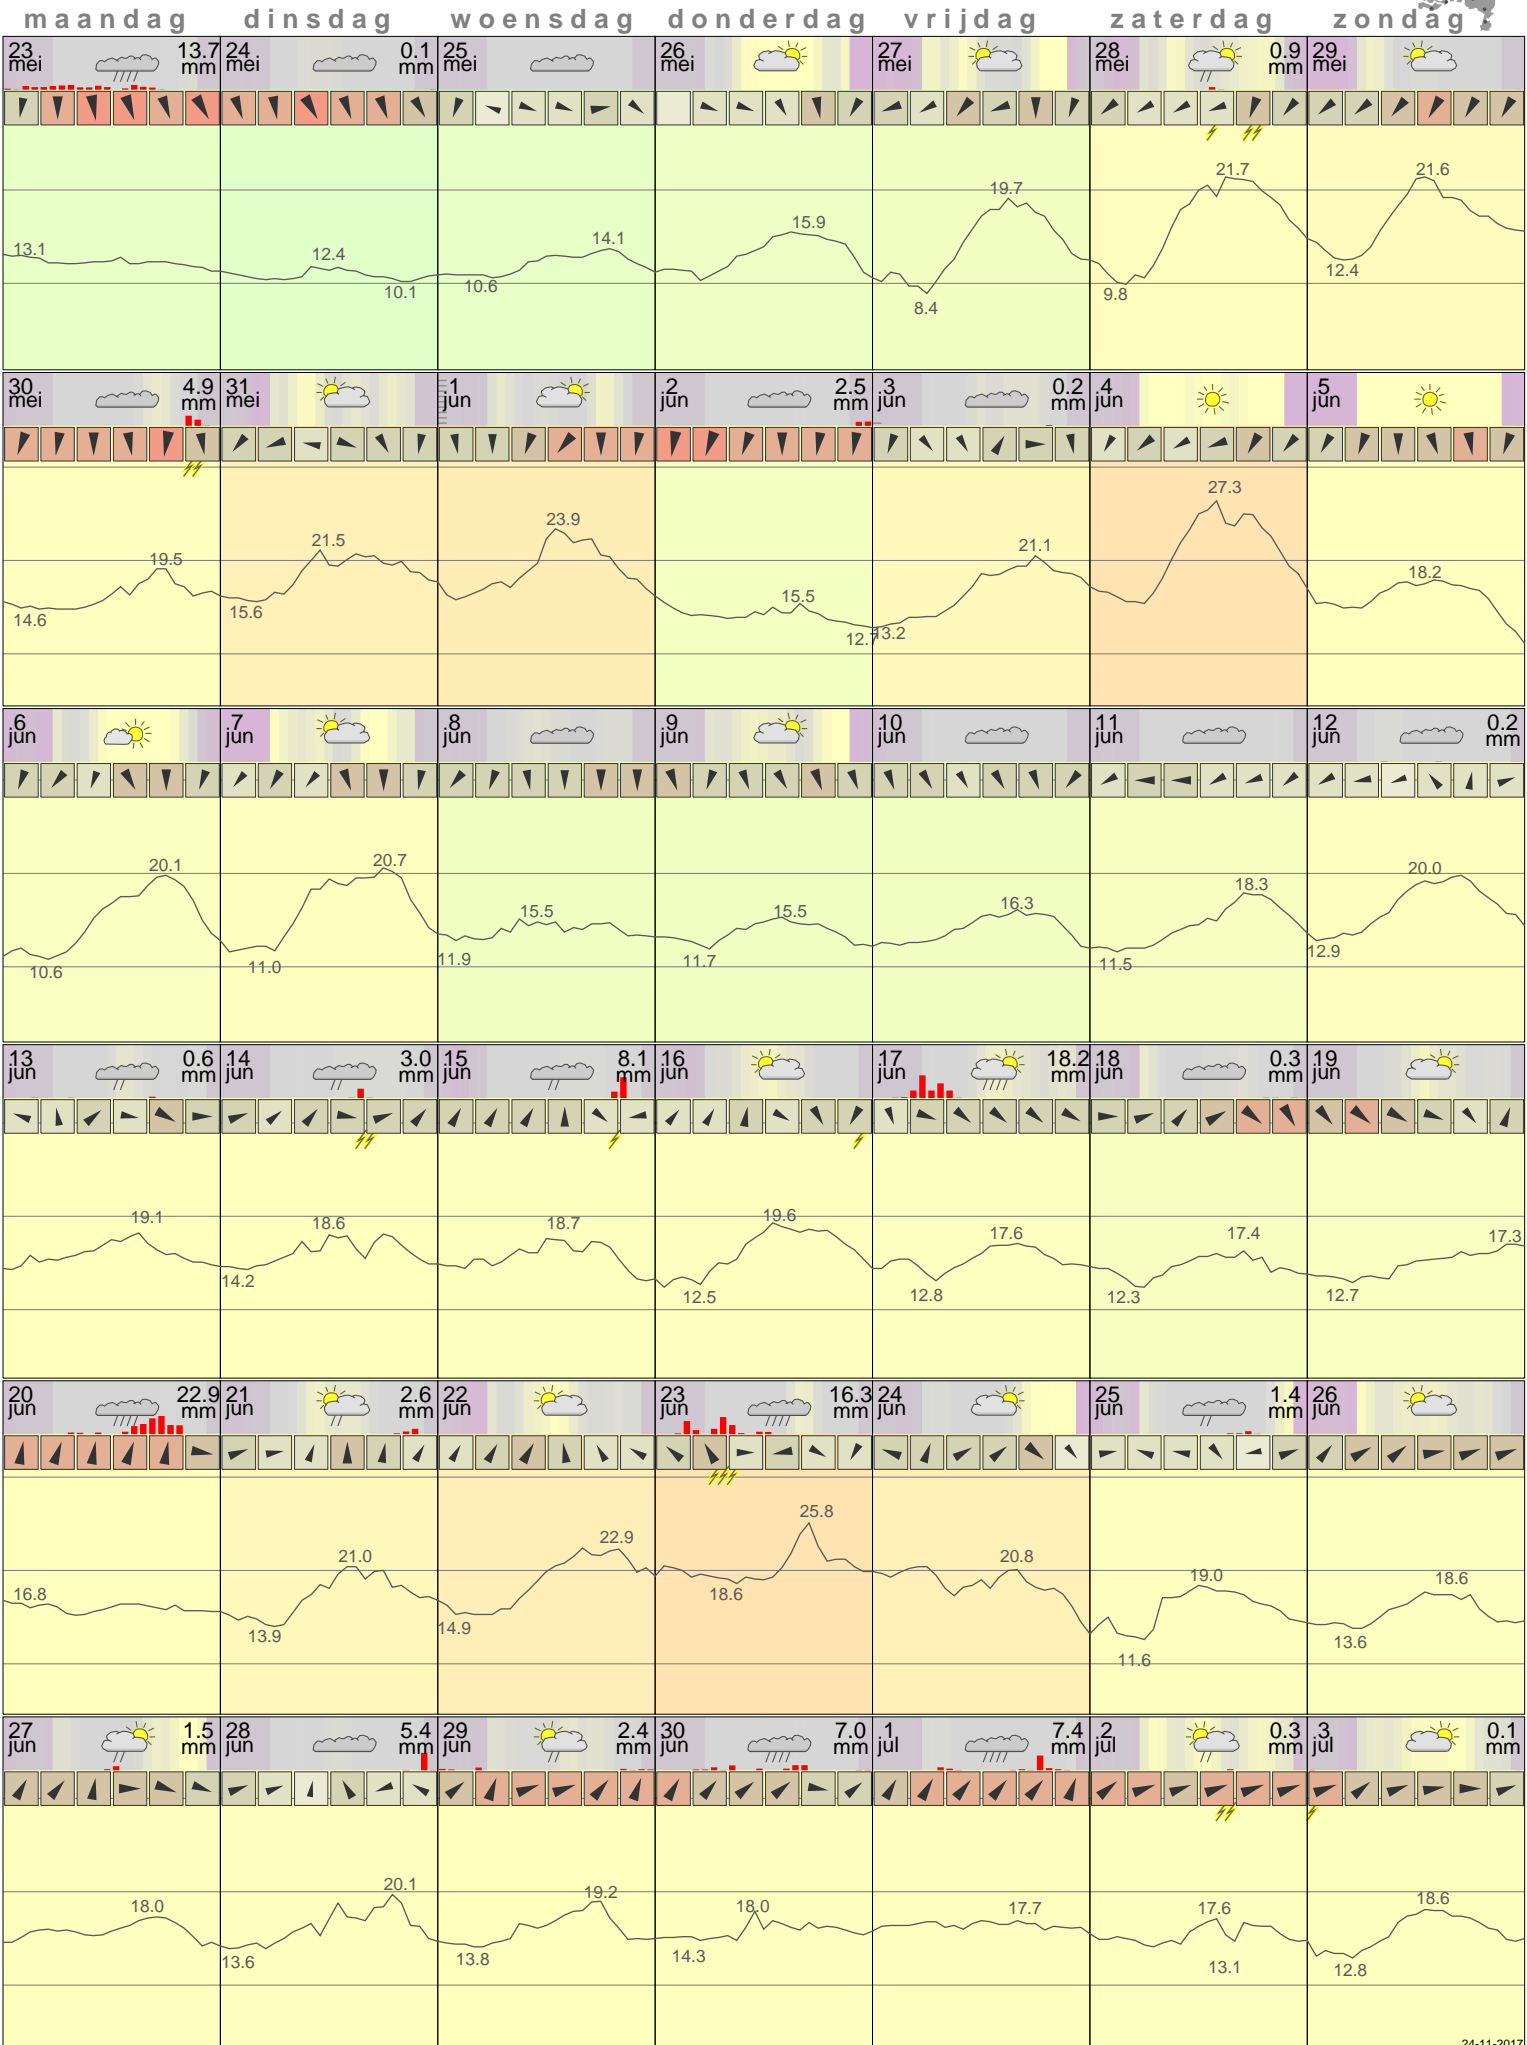 maandag dinsdag woensdag donderdag vrijdag zaterdag zondag
23 mei 13.7 mm 24 mei 0.1 mm 25 mei 26 mei 27 mei 28 mei 0.9 mm 29 mei
13.1 12.4 10.1 10.6 14.1 15.9 8.4 19.7 9.8 21.7 12.4 21.6
30 mei 4.9 mm 31 mei 1 jun 2 jun 2.5 mm 3 jun 0.2 mm 4 jun 5 jun
14.6 19.5 15.6 21.5 23.9 15.5 12.7 13.2 21.1 27.3 18.2
6 jun 7 jun 8 jun 9 jun 10 jun 11 jun 12 jun 0.2 mm
10.6 20.1 11.0 20.7 11.9 15.5 11.7 15.5 16.3 11.5 18.3 12.9 20.0
13 jun 0.6 mm 14 jun 3.0 mm 15 jun 8.1 mm 16 jun 17 jun 18.2 mm 18 jun 0.3 mm 19 jun
19.1 14.2 18.6 18.7 12.5 19.6 12.8 17.6 12.3 17.4 12.7 17.3
20 jun 22.9 mm 21 jun 2.6 mm 22 jun 23 jun 16.3 mm 24 jun 25 jun 1.4 mm 26 jun
16.8 13.9 21.0 14.9 22.9 18.6 25.8 20.8 11.6 19.0 13.6 18.6
27 jun 1.5 mm 28 jun 5.4 mm 29 jun 2.4 mm 30 jun 7.0 mm 1 jul 7.4 mm 2 jul 0.3 mm 3 jul 0.1 mm
18.0 13.6 20.1 13.8 19.2 14.3 18.0 17.7 17.6 13.1 12.8 18.6
24-11-2017